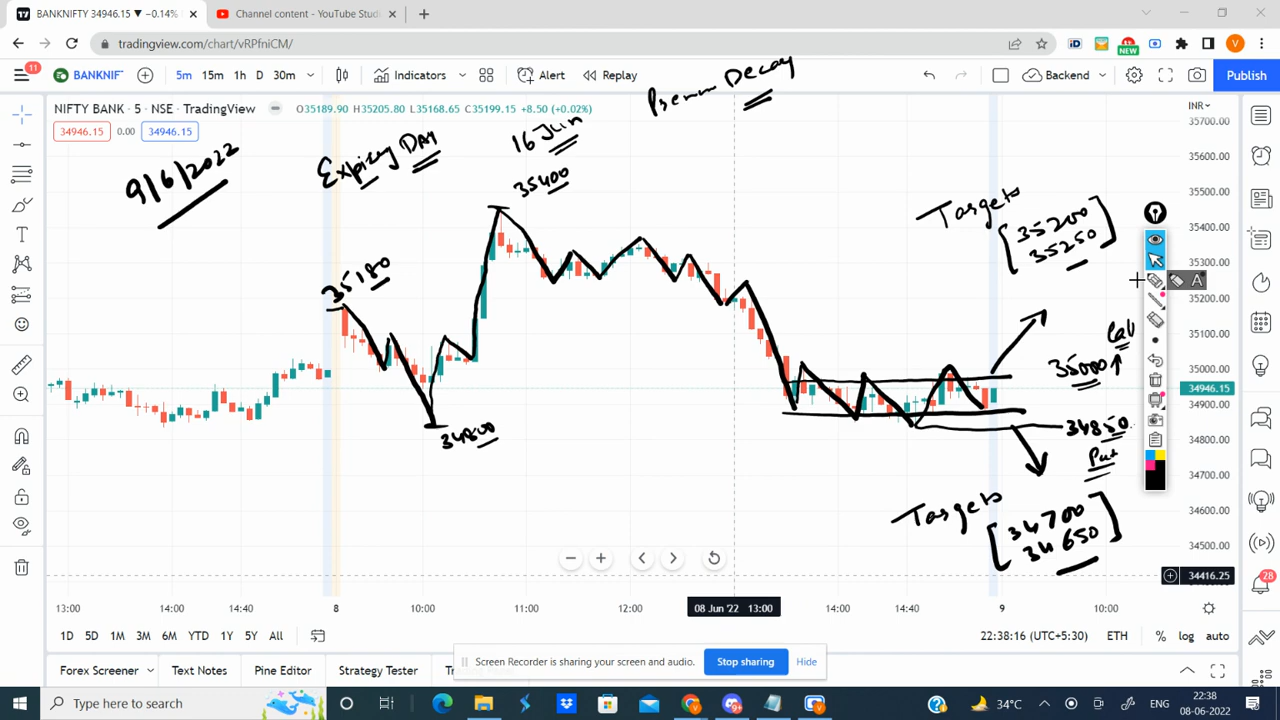 BANKNIFTY 34946.15 ▼ −0.14%
Channel content - YouTube Stud
tradingview.com/chart/vRPfniCM/
NEW
V
11
BANKNIF
5m 15m 1h D 30m
Indicators
Alert
Replay
Backend
Publish
Premum Decay
NIFTY BANK · 5 · NSE · TradingView
O35189.90 H35205.80 L35168.65 C35199.15 +8.50 (+0.02%)
INR
34946.15 0.00 34946.15
9/6/2022
Expiry DAY
16 Jun
35400
35180
34800
Targets
35200
35250
Call
35000↑
34850
Put
Targets
34700
34650
35700.00
35600.00
35500.00
35400.00
35300.00
35200.00
35100.00
35000.00
34946.15
34900.00
34800.00
34700.00
34600.00
34500.00
34416.25
A
28
13:00 14:00 14:40 8 10:00 11:00 12:00 08 Jun '22 13:00 14:00 14:40 9 10:00
1D 5D 1M 3M 6M YTD 1Y 5Y All
22:38:16 (UTC+5:30) ETH % log auto
Screen Recorder is sharing your screen and audio. Stop sharing Hide
Forex Screener Text Notes Pine Editor Strategy Tester
Type here to search
34°C
ENG
22:38
08-06-2022